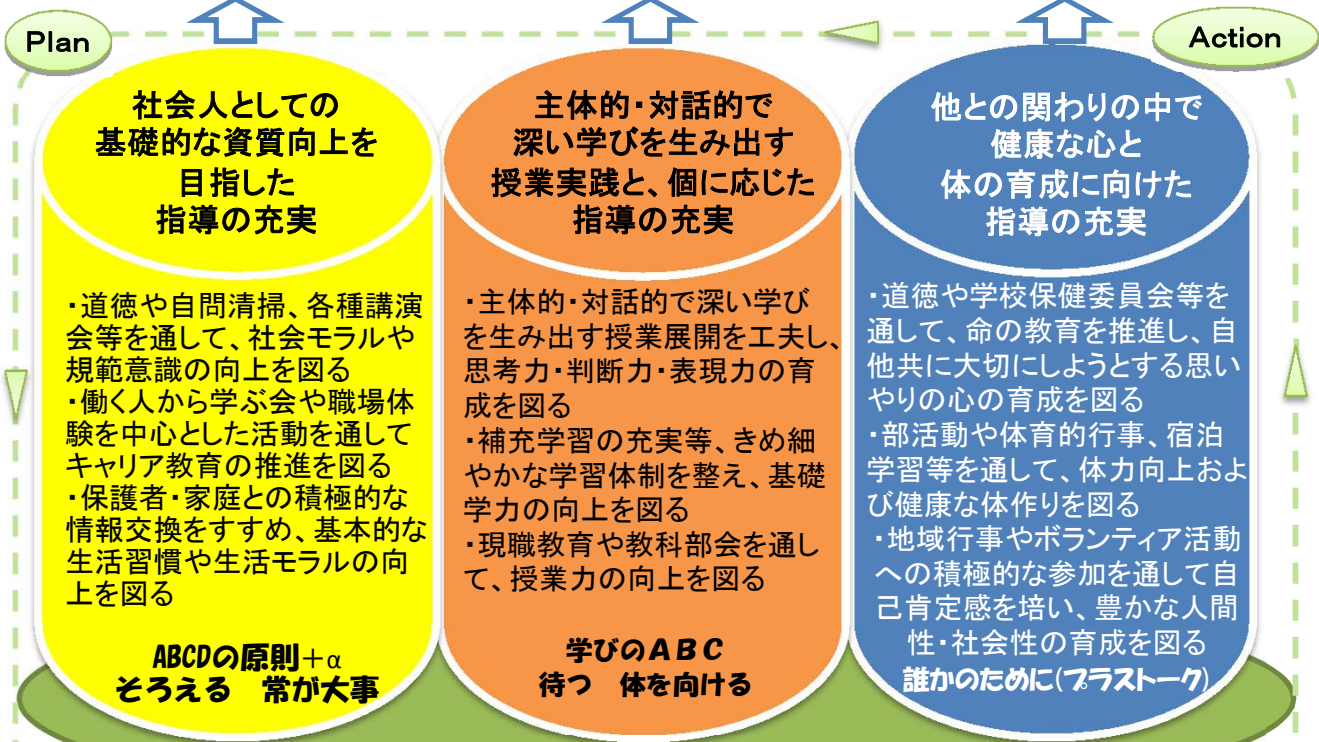 Plan
Action
社会人としての
基礎的な資質向上を
目指した
指導の充実
・道徳や自問清掃、各種講演
会等を通して、社会モラルや
規範意識の向上を図る
・働く人から学ぶ会や職場体
験を中心とした活動を通して
キャリア教育の推進を図る
・保護者・家庭との積極的な
情報交換をすすめ、基本的な
生活習慣や生活モラルの向
上を図る
ABCDの原則＋α
そろえる　常が大事
主体的・対話的で
深い学びを生み出す
授業実践と、個に応じた
指導の充実
・主体的・対話的で深い学び
を生み出す授業展開を工夫し、
思考力・判断力・表現力の育
成を図る
・補充学習の充実等、きめ細
やかな学習体制を整え、基礎
学力の向上を図る
・現職教育や教科部会を通し
て、授業力の向上を図る
学びのＡＢＣ
待つ　体を向ける
他との関わりの中で
健康な心と
体の育成に向けた
指導の充実
・道徳や学校保健委員会等を
通して、命の教育を推進し、自
他共に大切にしようとする思い
やりの心の育成を図る
・部活動や体育的行事、宿泊
学習等を通して、体力向上およ
び健康な体作りを図る
・地域行事やボランティア活動
への積極的な参加を通して自
己肯定感を培い、豊かな人間
性・社会性の育成を図る
誰かのために(プラストーク)